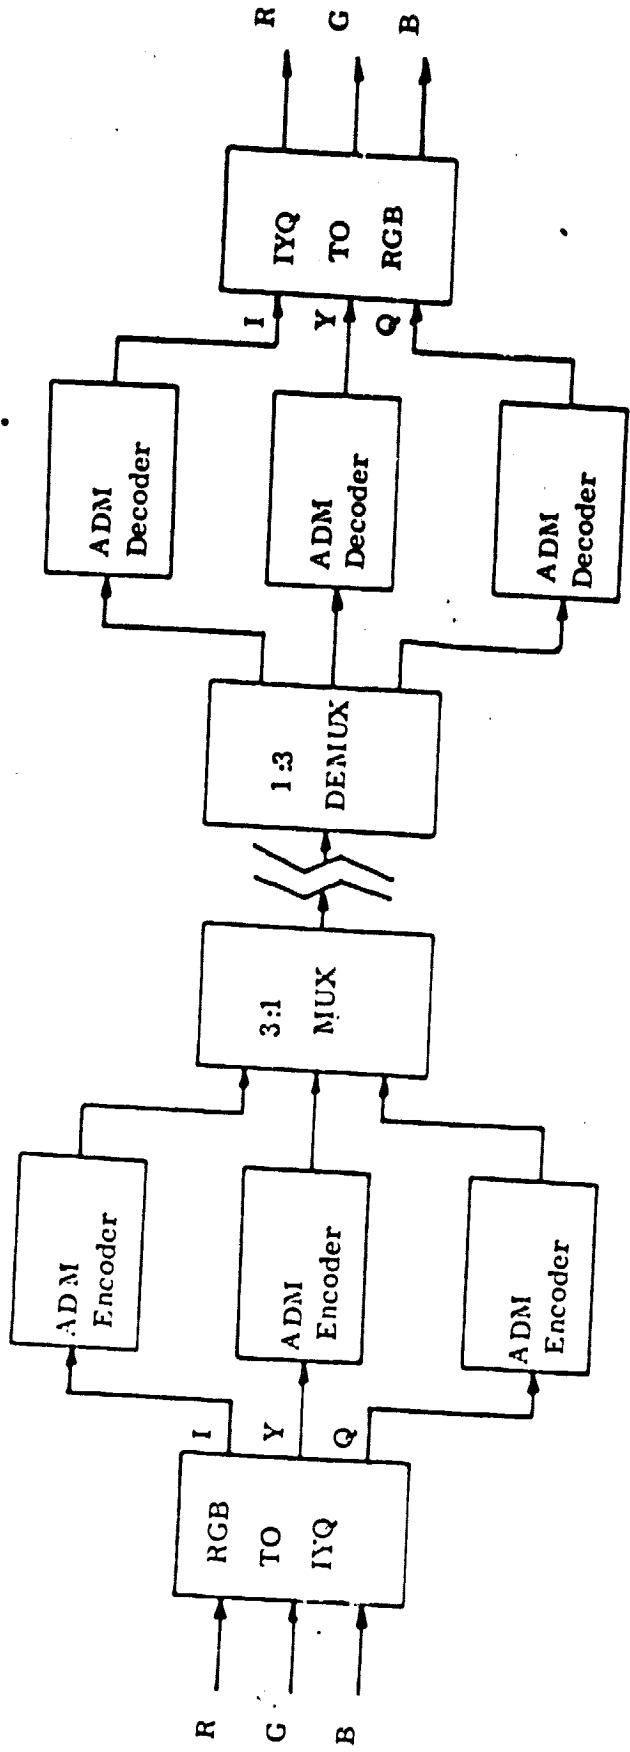 R
G
B
RGB
TO
IYQ
I
Y
Q
ADM
Encoder
ADM
Encoder
ADM
Encoder
3:1
MUX
1:3
DEMUX
ADM
Decoder
ADM
Decoder
ADM
Decoder
I
Y
Q
IYQ
TO
RGB
R
G
B